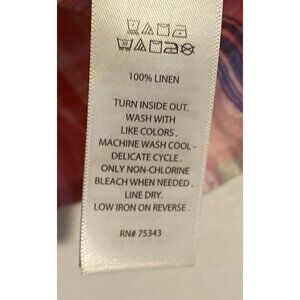 100% LINEN
TURN INSIDE OUT.
WASH WITH
LIKE COLORS .
MACHINE WASH COOL -
DELICATE CYCLE .
ONLY NON-CHLORINE
BLEACH WHEN NEEDED .
LINE DRY.
LOW IRON ON REVERSE .
RN# 75343